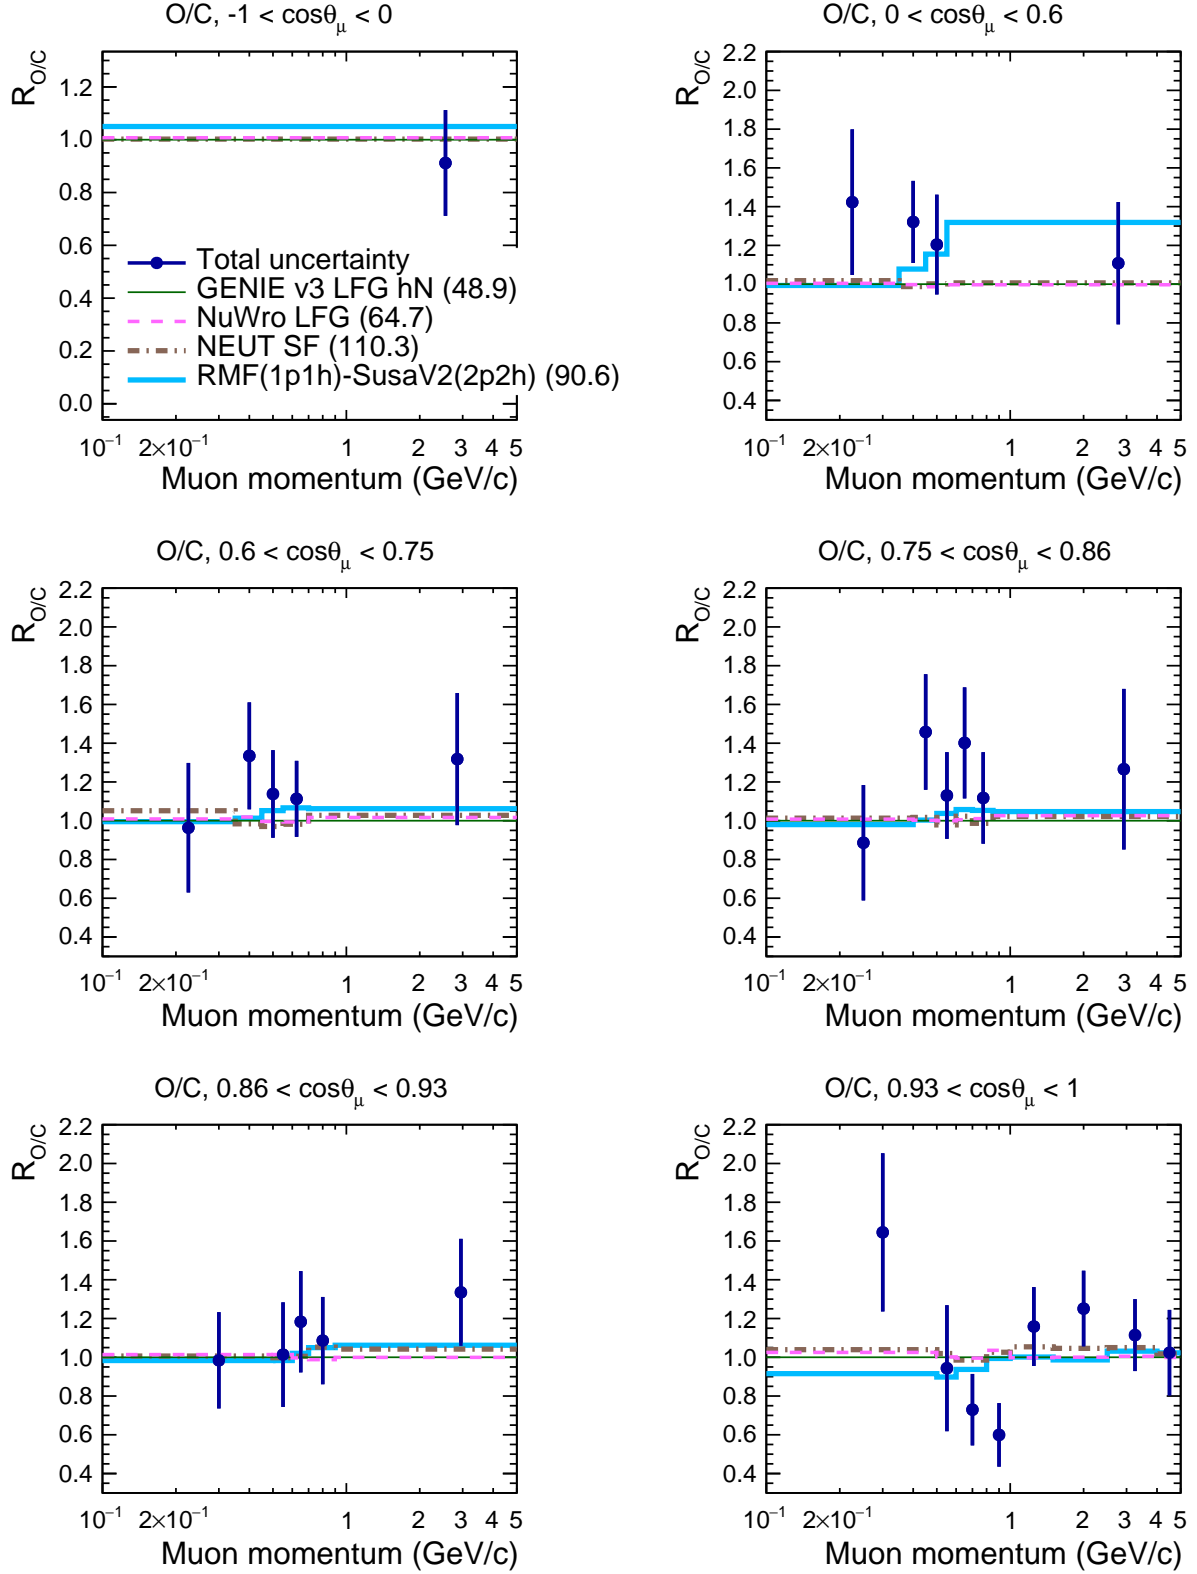 O/C, -1 < cosθμ < 0
R O/C
1.2
1.0
0.8
0.6
0.4
0.2
0.0
Total uncertainty
GENIE v3 LFG hN (48.9)
NuWro LFG (64.7)
NEUT SF (110.3)
RMF(1p1h)-SusaV2(2p2h) (90.6)
10⁻¹ 2×10⁻¹ 1 2 3 4 5
Muon momentum (GeV/c)
O/C, 0 < cosθμ < 0.6
R O/C
2.2
2.0
1.8
1.6
1.4
1.2
1.0
0.8
0.6
0.4
10⁻¹ 2×10⁻¹ 1 2 3 4 5
Muon momentum (GeV/c)
O/C, 0.6 < cosθμ < 0.75
R O/C
2.2
2.0
1.8
1.6
1.4
1.2
1.0
0.8
0.6
0.4
10⁻¹ 2×10⁻¹ 1 2 3 4 5
Muon momentum (GeV/c)
O/C, 0.75 < cosθμ < 0.86
R O/C
2.2
2.0
1.8
1.6
1.4
1.2
1.0
0.8
0.6
0.4
10⁻¹ 2×10⁻¹ 1 2 3 4 5
Muon momentum (GeV/c)
O/C, 0.86 < cosθμ < 0.93
R O/C
2.2
2.0
1.8
1.6
1.4
1.2
1.0
0.8
0.6
0.4
10⁻¹ 2×10⁻¹ 1 2 3 4 5
Muon momentum (GeV/c)
O/C, 0.93 < cosθμ < 1
R O/C
2.2
2.0
1.8
1.6
1.4
1.2
1.0
0.8
0.6
0.4
10⁻¹ 2×10⁻¹ 1 2 3 4 5
Muon momentum (GeV/c)